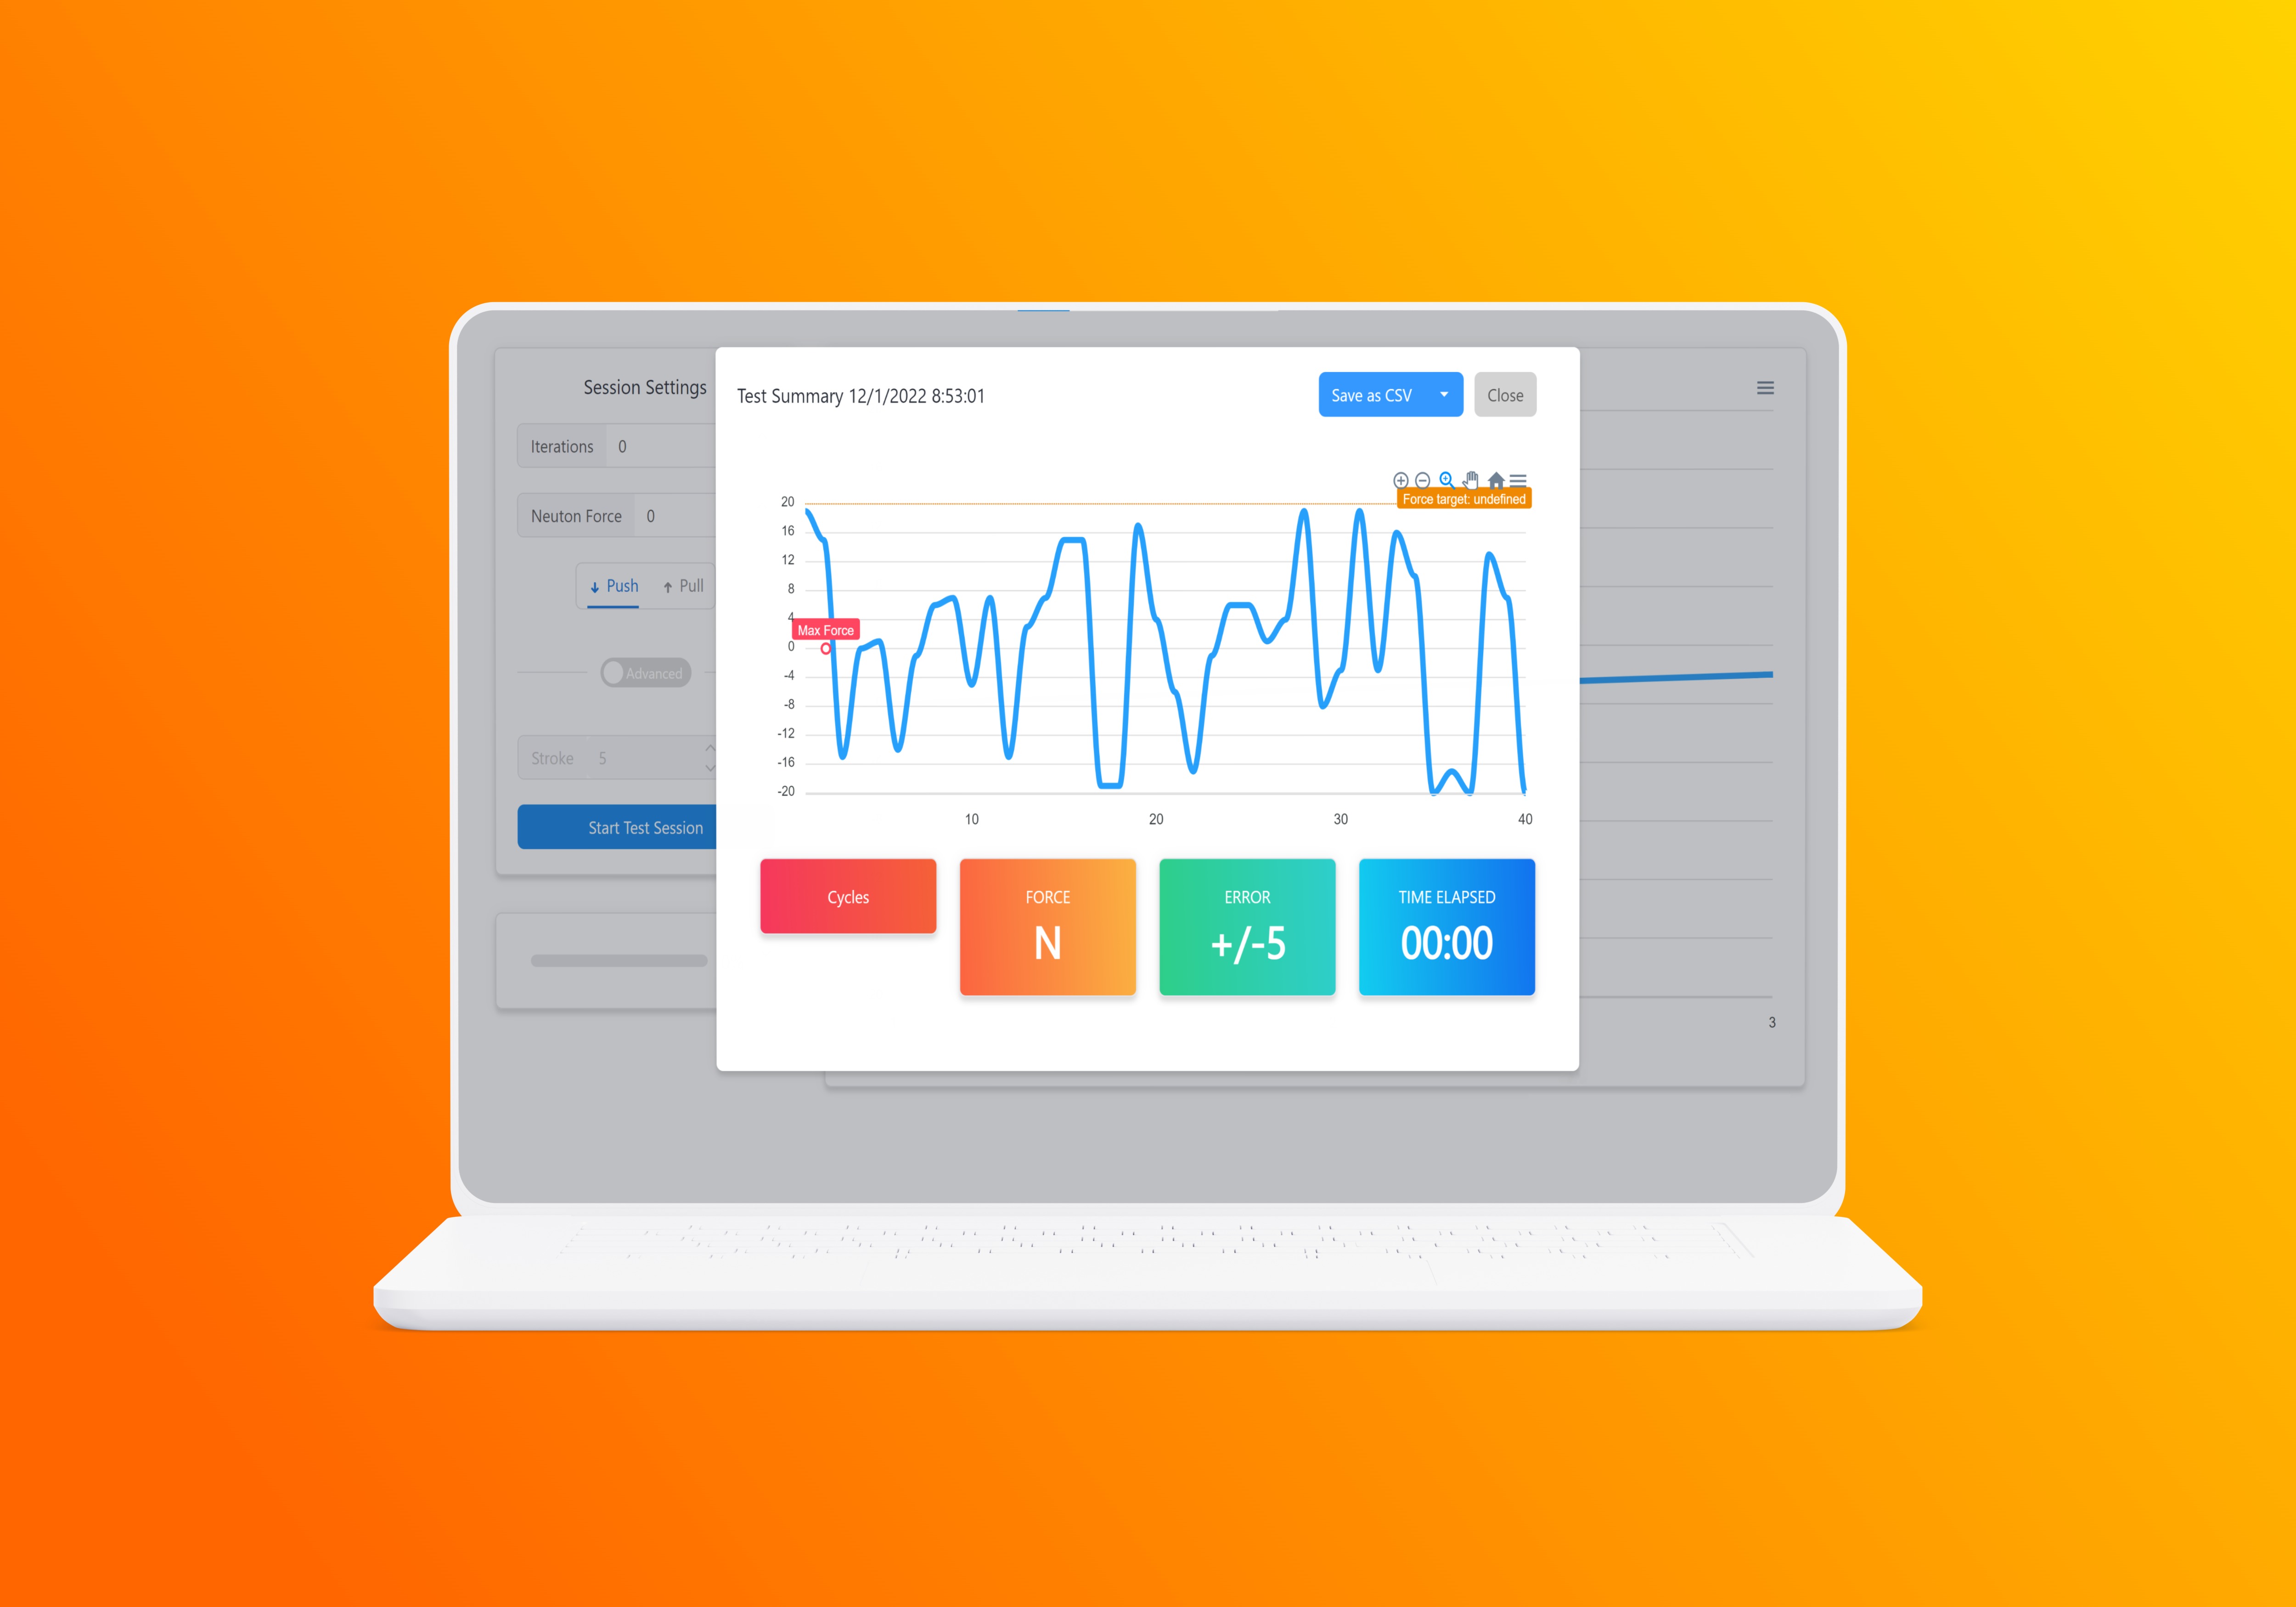 Session Settings
Iterations 0
Neuton Force 0
Push Pull
Advanced
Stroke 5
Start Test Session
Test Summary 12/1/2022 8:53:01
Save as CSV
Close
Force target: undefined
20
16
12
8
4
Max Force
0
-4
-8
-12
-16
-20
10 20 30 40
Cycles
FORCE
N
ERROR
+/-5
TIME ELAPSED
00:00
3